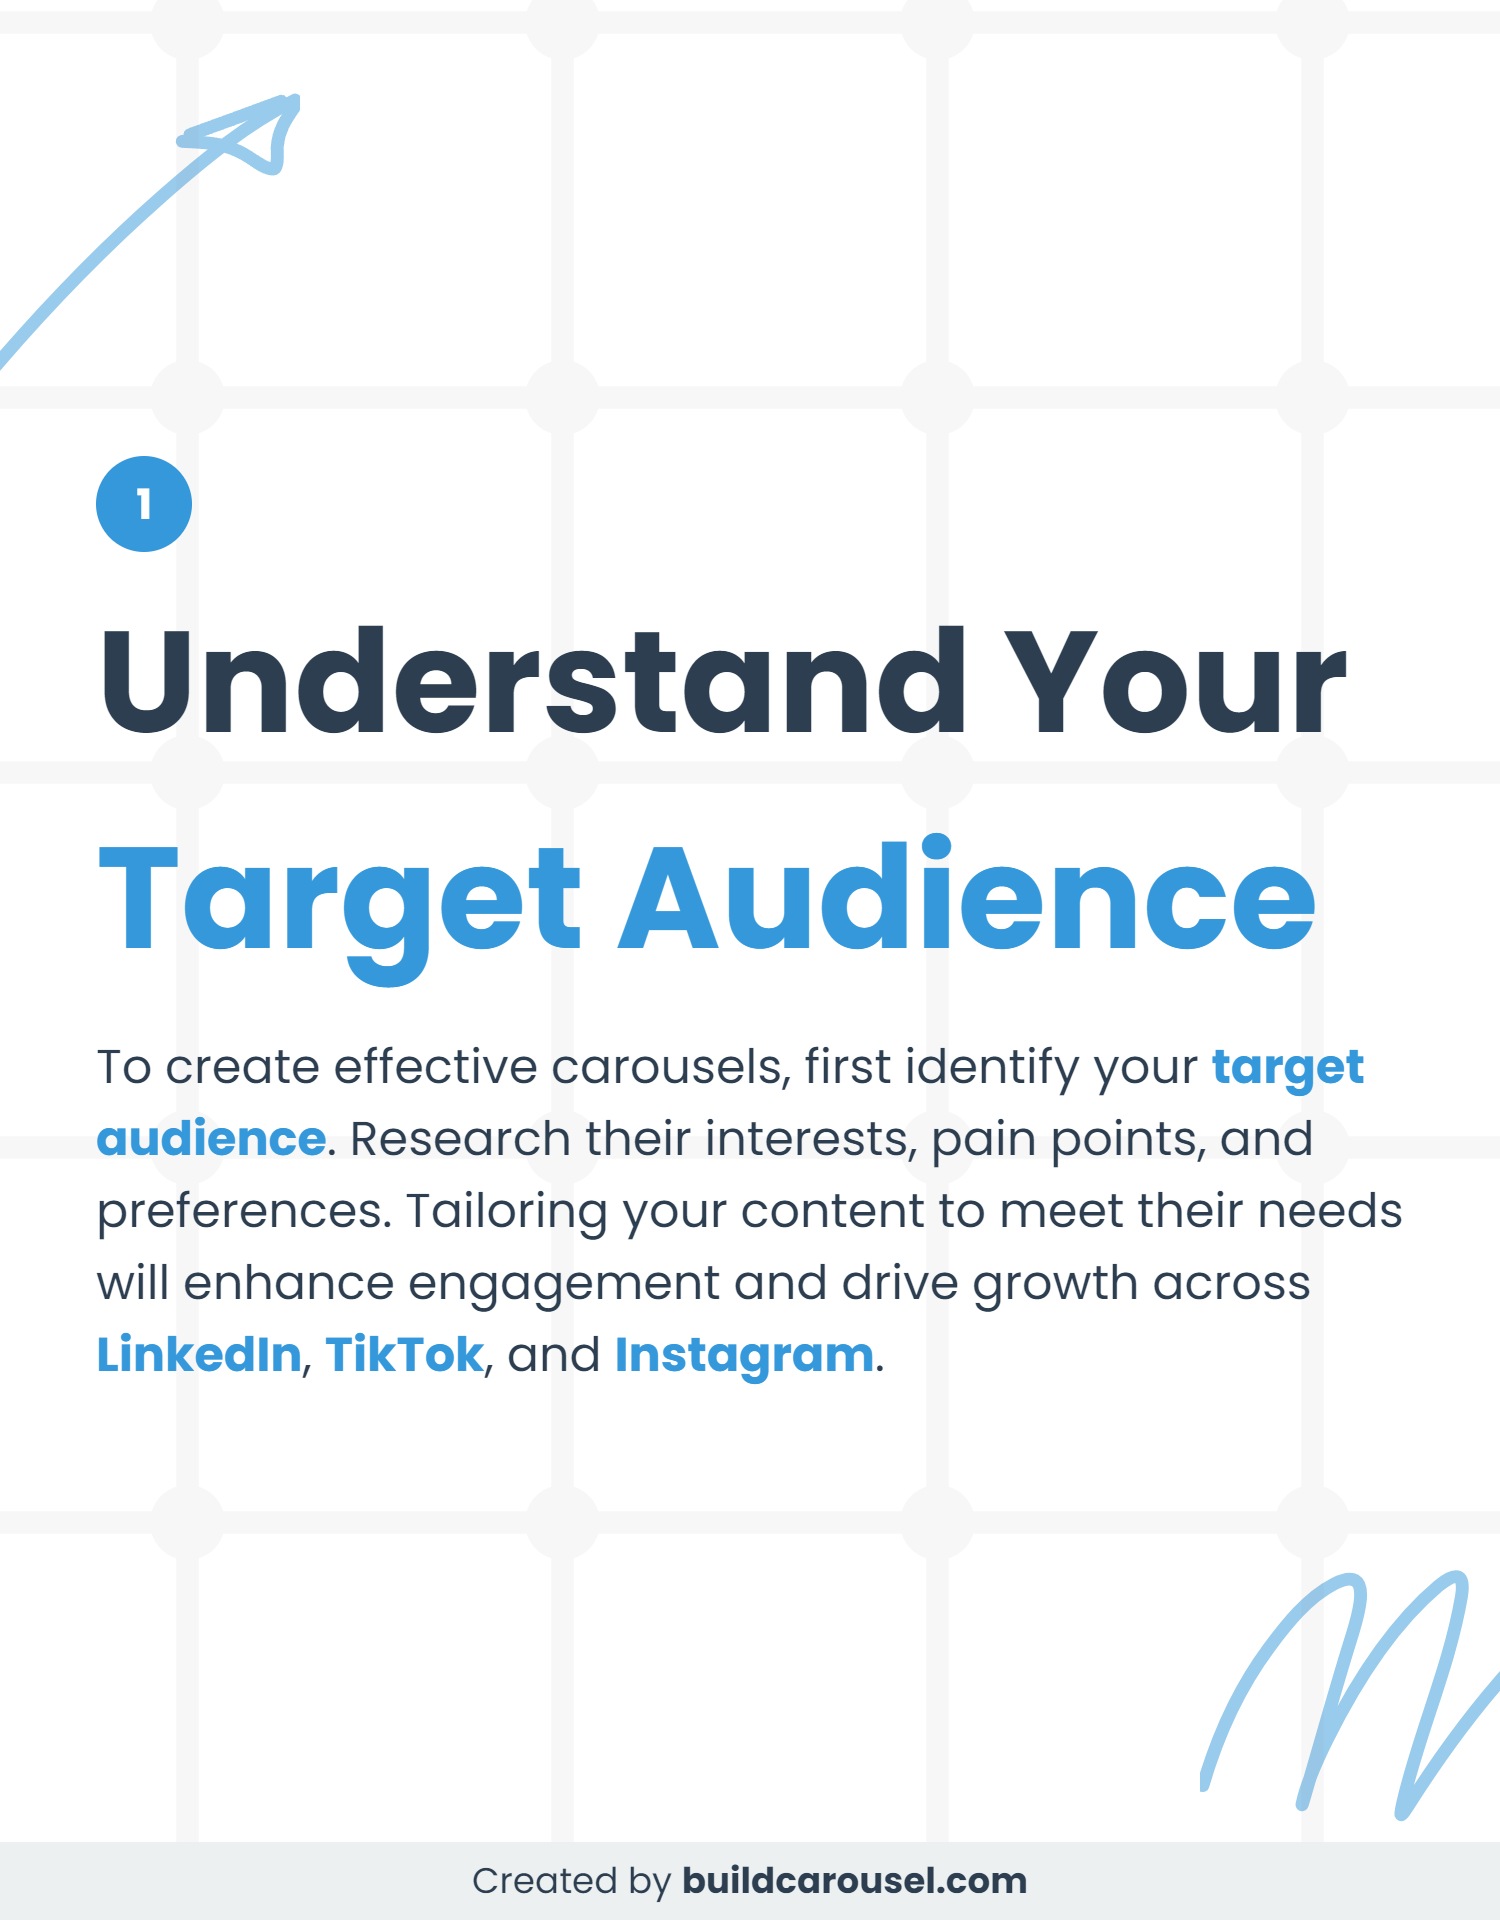 1
Understand Your
Target Audience
To create effective carousels, first identify your target
audience. Research their interests, pain points, and
preferences. Tailoring your content to meet their needs
will enhance engagement and drive growth across
LinkedIn, TikTok, and Instagram.
Created by buildcarousel.com